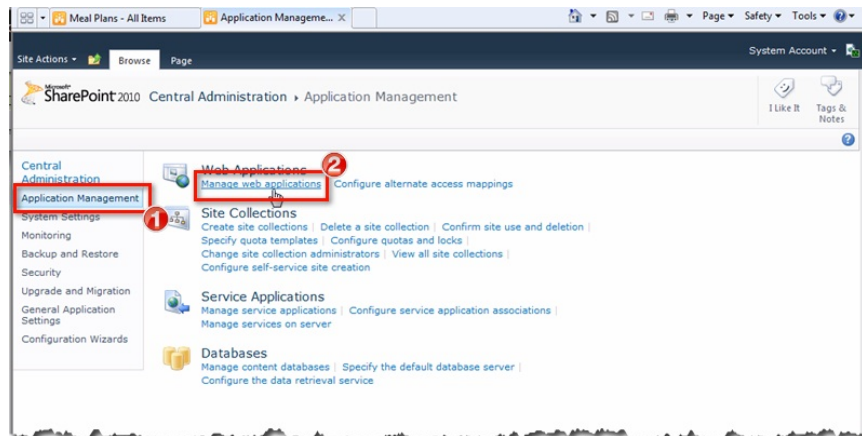 Meal Plans - All Items
Application Manageme... X
Page
Safety
Tools
System Account
Site Actions
Browse
Page
Microsoft
SharePoint 2010 Central Administration Application Management
I Like It
Tags & Notes
Central Administration
Application Management
System Settings
Monitoring
Backup and Restore
Security
Upgrade and Migration
General Application Settings
Configuration Wizards
1
2
Web Applications
Manage web applications | Configure alternate access mappings
Site Collections
Create site collections | Delete a site collection | Confirm site use and deletion |
Specify quota templates | Configure quotas and locks |
Change site collection administrators | View all site collections |
Configure self-service site creation
Service Applications
Manage service applications | Configure service application associations |
Manage services on server
Databases
Manage content databases | Specify the default database server |
Configure the data retrieval service